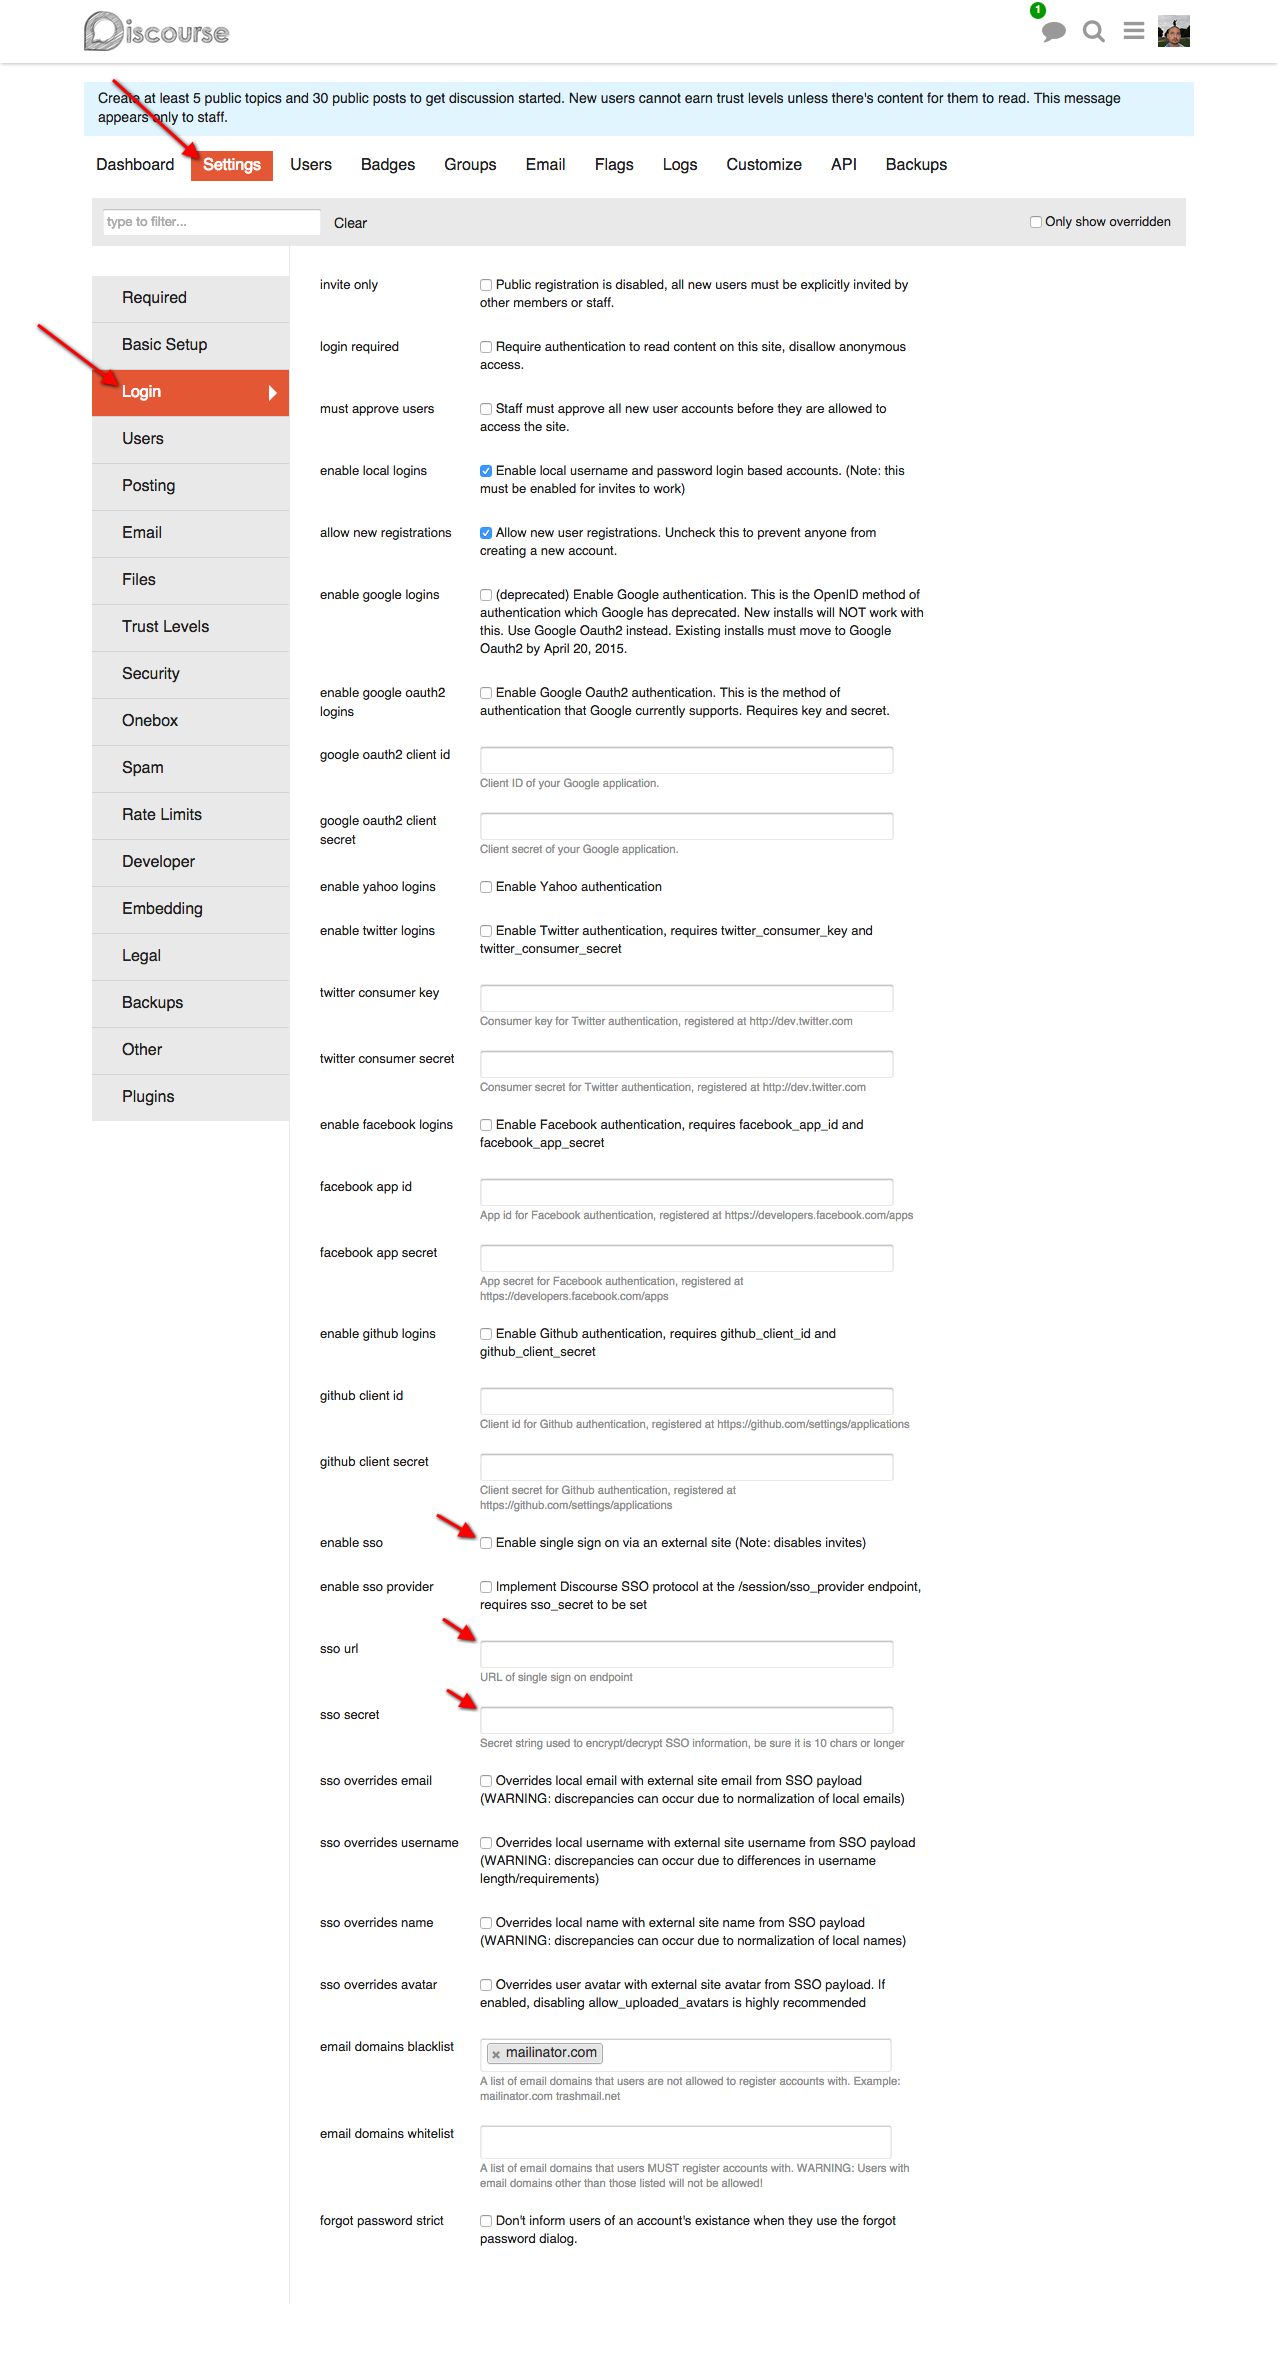 Discourse
1
Create at least 5 public topics and 30 public posts to get discussion started. New users cannot earn trust levels unless there's content for them to read. This message
appears only to staff.
Dashboard Settings Users Badges Groups Email Flags Logs Customize API Backups
type to filter... Clear Only show overridden
Required
Basic Setup
Login
Users
Posting
Email
Files
Trust Levels
Security
Onebox
Spam
Rate Limits
Developer
Embedding
Legal
Backups
Other
Plugins
invite only
Public registration is disabled, all new users must be explicitly invited by
other members or staff.
login required
Require authentication to read content on this site, disallow anonymous
access.
must approve users
Staff must approve all new user accounts before they are allowed to
access the site.
enable local logins
Enable local username and password login based accounts. (Note: this
must be enabled for invites to work)
allow new registrations
Allow new user registrations. Uncheck this to prevent anyone from
creating a new account.
enable google logins
(deprecated) Enable Google authentication. This is the OpenID method of
authentication which Google has deprecated. New installs will NOT work with
this. Use Google Oauth2 instead. Existing installs must move to Google
Oauth2 by April 20, 2015.
enable google oauth2
logins
Enable Google Oauth2 authentication. This is the method of
authentication that Google currently supports. Requires key and secret.
google oauth2 client id
Client ID of your Google application.
google oauth2 client
secret
Client secret of your Google application.
enable yahoo logins
Enable Yahoo authentication
enable twitter logins
Enable Twitter authentication, requires twitter_consumer_key and
twitter_consumer_secret
twitter consumer key
Consumer key for Twitter authentication, registered at http://dev.twitter.com
twitter consumer secret
Consumer secret for Twitter authentication, registered at http://dev.twitter.com
enable facebook logins
Enable Facebook authentication, requires facebook_app_id and
facebook_app_secret
facebook app id
App id for Facebook authentication, registered at https://developers.facebook.com/apps
facebook app secret
App secret for Facebook authentication, registered at
https://developers.facebook.com/apps
enable github logins
Enable Github authentication, requires github_client_id and
github_client_secret
github client id
Client id for Github authentication, registered at https://github.com/settings/applications
github client secret
Client secret for Github authentication, registered at
https://github.com/settings/applications
enable sso
Enable single sign on via an external site (Note: disables invites)
enable sso provider
Implement Discourse SSO protocol at the /session/sso_provider endpoint,
requires sso_secret to be set
sso url
URL of single sign on endpoint
sso secret
Secret string used to encrypt/decrypt SSO information, be sure it is 10 chars or longer
sso overrides email
Overrides local email with external site email from SSO payload
(WARNING: discrepancies can occur due to normalization of local emails)
sso overrides username
Overrides local username with external site username from SSO payload
(WARNING: discrepancies can occur due to differences in username
length/requirements)
sso overrides name
Overrides local name with external site name from SSO payload
(WARNING: discrepancies can occur due to normalization of local names)
sso overrides avatar
Overrides user avatar with external site avatar from SSO payload. If
enabled, disabling allow_uploaded_avatars is highly recommended
email domains blacklist
mailinator.com
A list of email domains that users are not allowed to register accounts with. Example:
mailinator.com trashmail.net
email domains whitelist
A list of email domains that users MUST register accounts with. WARNING: Users with
email domains other than those listed will not be allowed!
forgot password strict
Don't inform users of an account's existance when they use the forgot
password dialog.